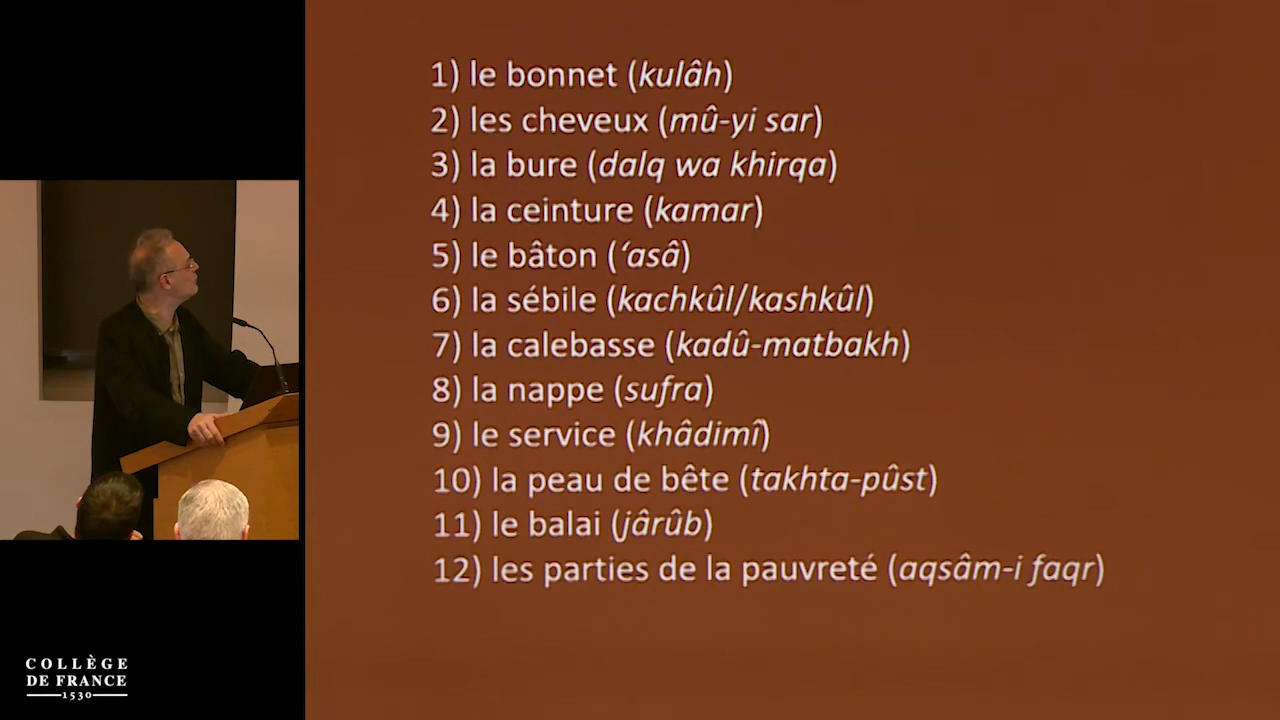 1) le bonnet (kulâh)
2) les cheveux (mû-yi sar)
3) la bure (dalq wa khirqa)
4) la ceinture (kamar)
5) le bâton (‘asâ)
6) la sébile (kachkûl/kashkûl)
7) la calebasse (kadû-matbakh)
8) la nappe (sufra)
9) le service (khâdimî)
10) la peau de bête (takhta-pûst)
11) le balai (jârûb)
12) les parties de la pauvreté (aqsâm-i faqr)
COLLÈGE
DE FRANCE
1530